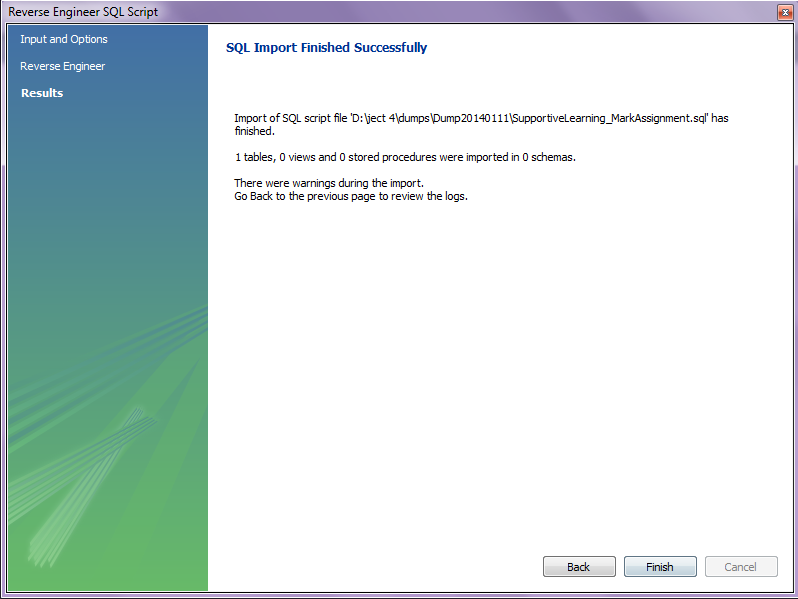 Reverse Engineer SQL Script
Input and Options
Reverse Engineer
Results
SQL Import Finished Successfully
Import of SQL script file 'D:\ject 4\dumps\Dump20140111\SupportiveLearning_MarkAssignment.sql' has
finished.
1 tables, 0 views and 0 stored procedures were imported in 0 schemas.
There were warnings during the import.
Go Back to the previous page to review the logs.
Back
Finish
Cancel